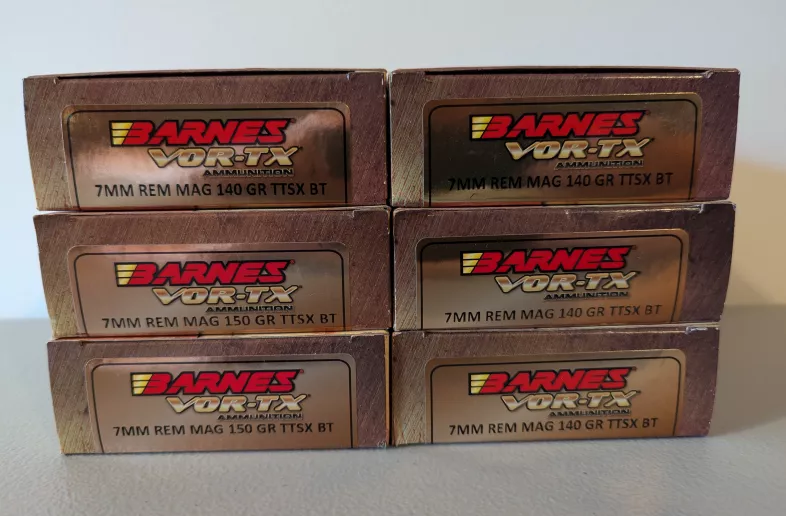 BARNES
VOR-TX
AMMUNITION
7MM REM MAG 140 GR TTSX BT
BARNES
VOR-TX
AMMUNITION
7MM REM MAG 140 GR TTSX BT
BARNES
VOR-TX
AMMUNITION
7MM REM MAG 150 GR TTSX BT
BARNES
VOR-TX
AMMUNITION
7MM REM MAG 140 GR TTSX BT
BARNES
VOR-TX
AMMUNITION
7MM REM MAG 150 GR TTSX BT
BARNES
VOR-TX
AMMUNITION
7MM REM MAG 140 GR TTSX BT